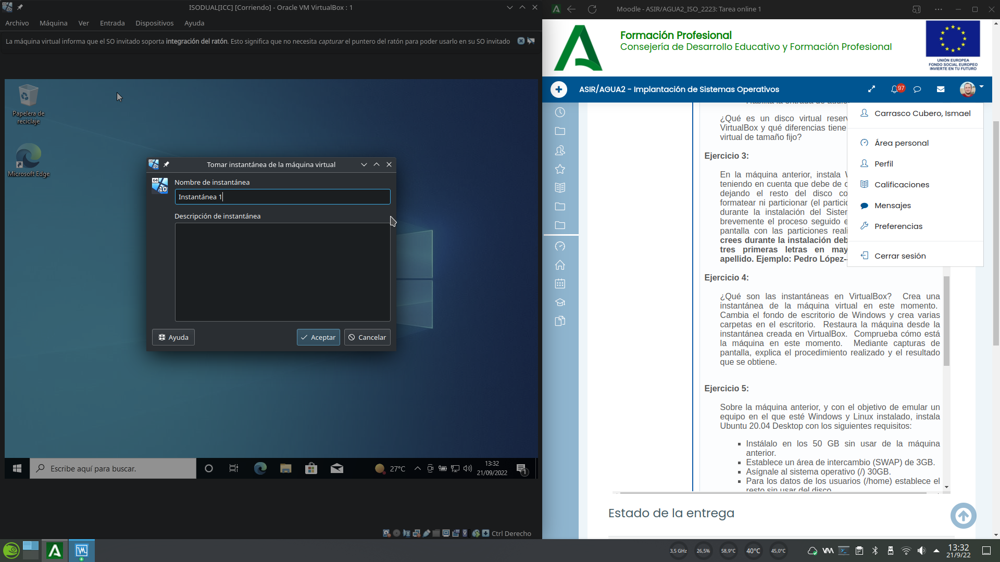 ISODUAL[ICC] [Corriendo] - Oracle VM VirtualBox : 1
Archivo Máquina Ver Entrada Dispositivos Ayuda
La máquina virtual informa que el SO invitado soporta integración del ratón. Esto significa que no necesita capturar el puntero del ratón para poder usarlo en su SO invitado
Papelera de
reciclaje
Microsoft Edge
Tomar instantánea de la máquina virtual
64
10
Nombre de instantánea
Instantánea 1
Descripción de instantánea
Ayuda
Aceptar
Cancelar
Escribe aquí para buscar.
27°C
13:32
21/09/2022
1
Ctrl Derecho
Moodle - ASIR/AGUA2_ISO_2223: Tarea online 1
Formación Profesional
Consejería de Desarrollo Educativo y Formación Profesional
UNIÓN EUROPEA
FONDO SOCIAL EUROPEO
INVIERTE EN TU FUTURO
ASIR/AGUA2 - Implantación de Sistemas Operativos
97
Carrasco Cubero, Ismael
Área personal
Perfil
Calificaciones
Mensajes
Preferencias
Cerrar sesión
¿Qué es un disco virtual reserv
VirtualBox y qué diferencias tiene
virtual de tamaño fijo?
Ejercicio 3:
En la máquina anterior, instala
teniendo en cuenta que debe de
dejando el resto del disco co
formatear ni particionar (el partici
durante la instalación del Sister
brevemente el proceso seguido e
pantalla con las particiones reali
crees durante la instalación deb
tres primeras letras en may
apellido. Ejemplo: Pedro López-
Ejercicio 4:
¿Qué son las instantáneas en VirtualBox? Crea una
instantánea de la máquina virtual en este momento.
Cambia el fondo de escritorio de Windows y crea varias
carpetas en el escritorio. Restaura la máquina desde la
instantánea creada en VirtualBox. Comprueba cómo está
la máquina en este momento. Mediante capturas de
pantalla, explica el procedimiento realizado y el resultado
que se obtiene.
Ejercicio 5:
Sobre la máquina anterior, y con el objetivo de emular un
equipo en el que esté Windows y Linux instalado, instala
Ubuntu 20.04 Desktop con los siguientes requisitos:
Instálalo en los 50 GB sin usar de la máquina
anterior.
Establece un área de intercambio (SWAP) de 3GB.
Asígnale al sistema operativo (/) 30GB.
Para los datos de los usuarios (/home) establece el
resto sin usar del disco
Estado de la entrega
3,5 GHz
26,5%
58,9°C
40°C
45,0°C
13:32
21/9/22